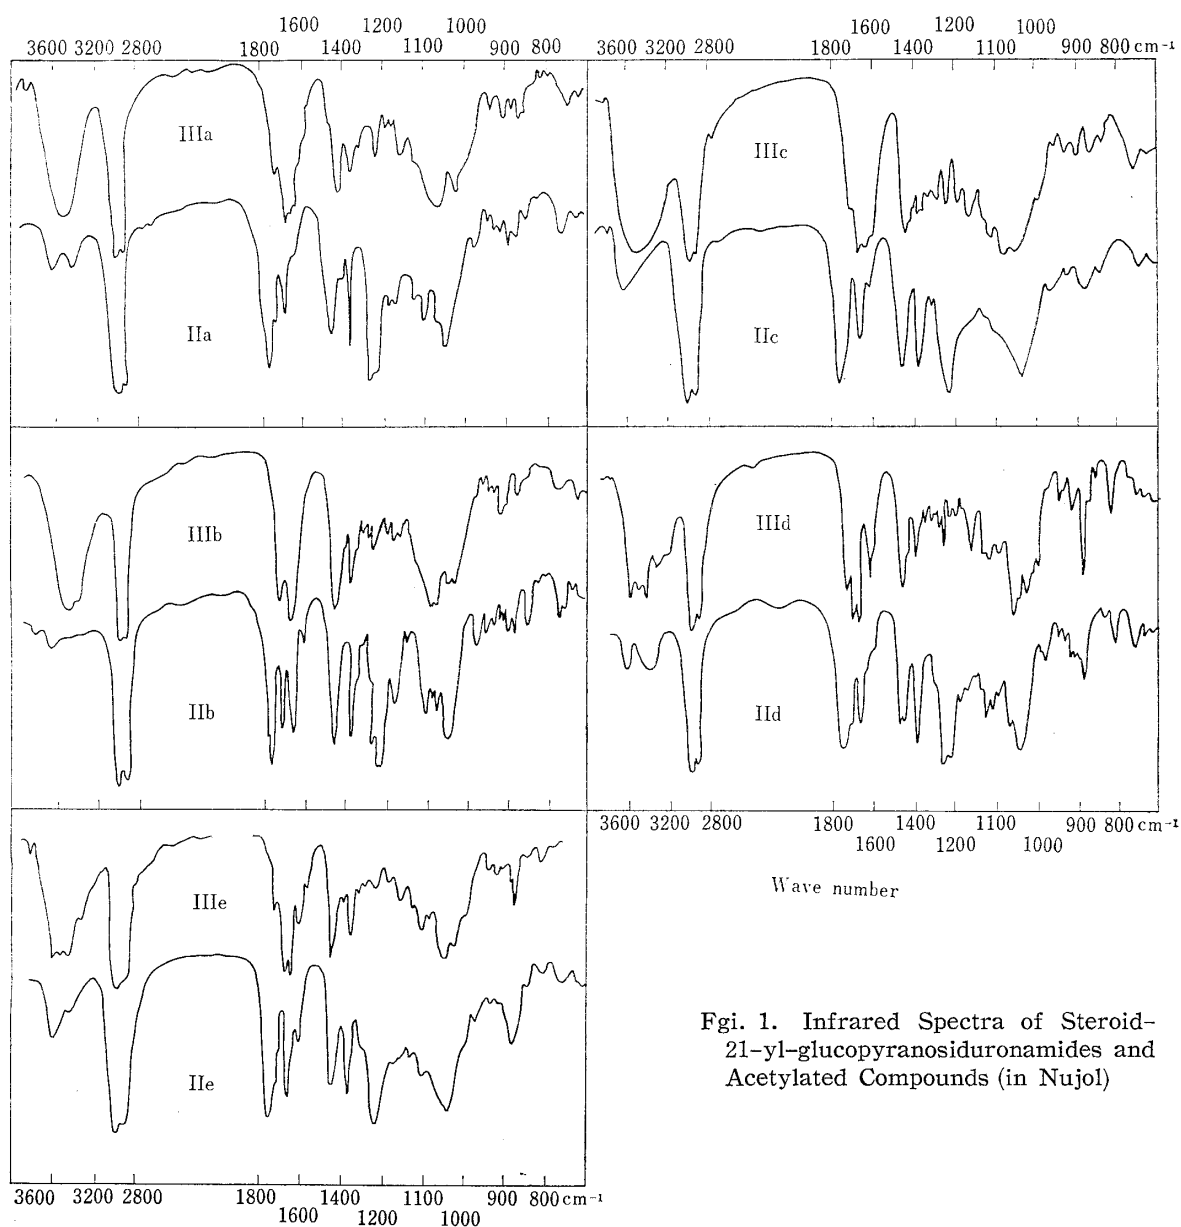 1600 1200 1000
3600 3200 2800 1800 1400 1100 900 800
1600 1200 1000
3600 3200 2800 1800 1400 1100 900 800 cm⁻¹
IIIa
IIa
IIIc
IIc
IIIb
IIb
IIId
IId
3600 3200 2800 1800 1400 1100 900 800 cm⁻¹
1600 1200 1000
Wave number
IIIe
IIe
3600 3200 2800 1800 1400 1100 900 800 cm⁻¹
1600 1200 1000
Fgi. 1. Infrared Spectra of Steroid-
21-yl-glucopyranosiduronamides and
Acetylated Compounds (in Nujol)